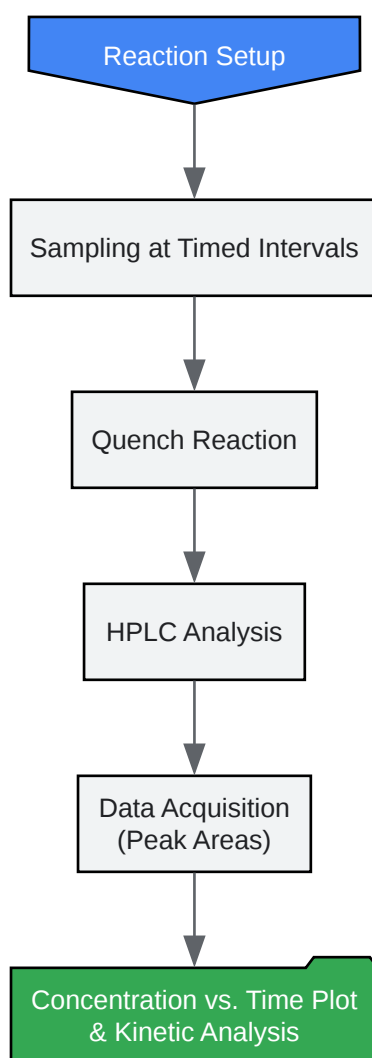 Reaction Setup
Sampling at Timed Intervals
Quench Reaction
HPLC Analysis
Data Acquisition
(Peak Areas)
Concentration vs. Time Plot
& Kinetic Analysis